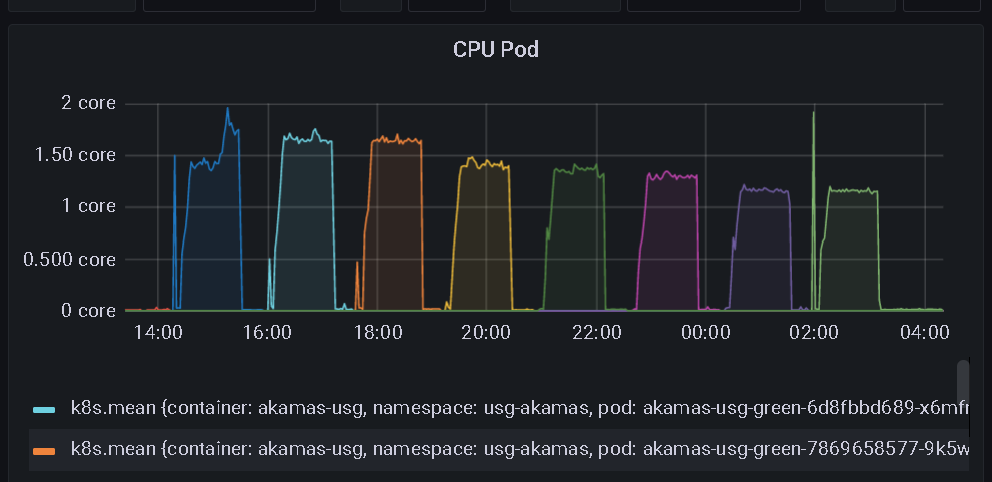 CPU Pod
2 core
1.50 core
1 core
0.500 core
0 core
14:00 16:00 18:00 20:00 22:00 00:00 02:00 04:00
k8s.mean {container: akamas-usg, namespace: usg-akamas, pod: akamas-usg-green-6d8fbbd689-x6mf
k8s.mean {container: akamas-usg, namespace: usg-akamas, pod: akamas-usg-green-7869658577-9k5w